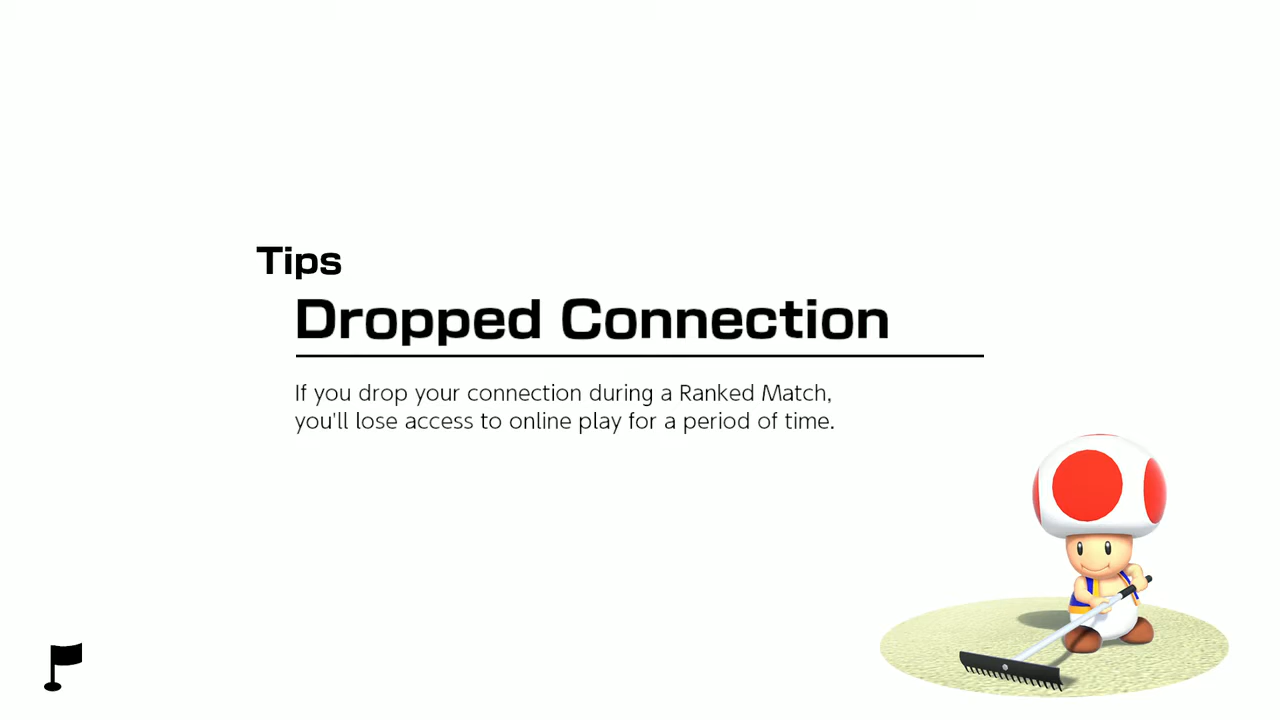 Tips
Dropped Connection
If you drop your connection during a Ranked Match,
you'll lose access to online play for a period of time.